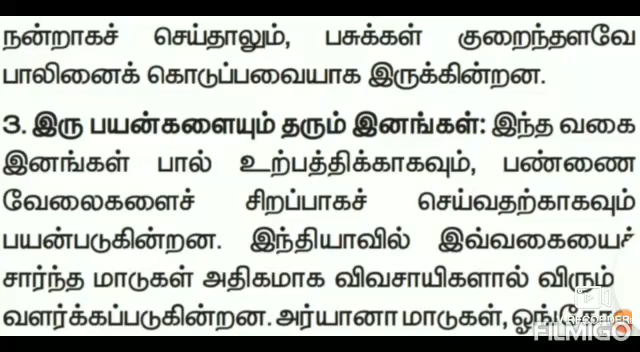 நன்றாகச் செய்தாலும், பசுக்கள் குறைந்தளவே
பாலினைக் கொடுப்பவையாக இருக்கின்றன.
3. இரு பயன்களையும் தரும் இனங்கள்: இந்த வகை
இனங்கள் பால் உற்பத்திக்காகவும், பண்ணை
வேலைகளைச் சிறப்பாகச் செய்வதற்காகவும்
பயன்படுகின்றன. இந்தியாவில் இவ்வகையைச்
சார்ந்த மாடுகள் அதிகமாக விவசாயிகளால்
வளர்க்கப்படுகின்றன. அர்யானா மாடுகள்,
RECORDER
FILMIGO